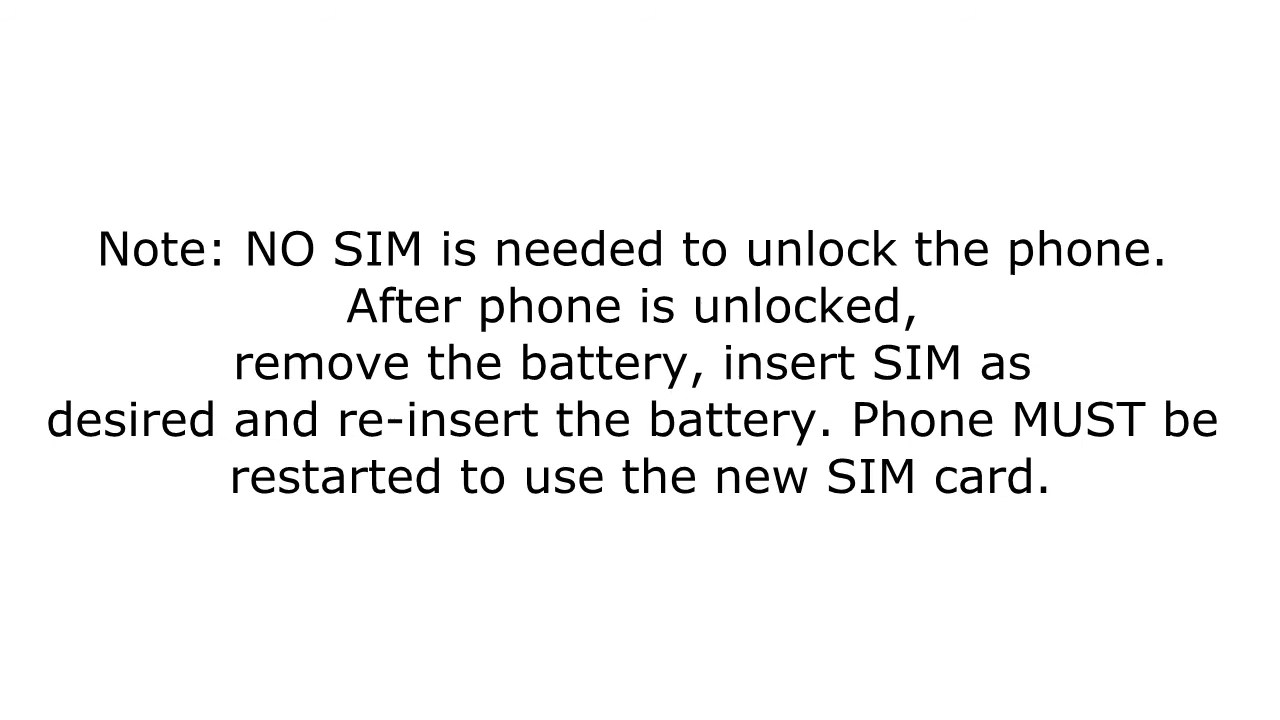 Note: NO SIM is needed to unlock the phone.
After phone is unlocked,
remove the battery, insert SIM as
desired and re-insert the battery. Phone MUST be
restarted to use the new SIM card.